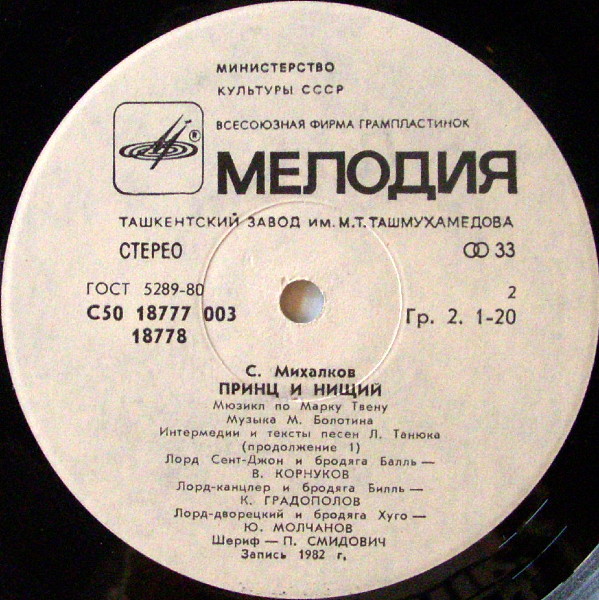 МИНИСТЕРСТВО
КУЛЬТУРЫ СССР
ВСЕСОЮЗНАЯ ФИРМА ГРАМПЛАСТИНОК
®
МЕЛОДИЯ
ТАШКЕНТСКИЙ ЗАВОД ИМ. М.Т.ТАШМУХАМЕДОВА
СТЕРЕО 33
ГОСТ 5289-80 2
С50 18777 003 Гр. 2. 1-20
18778
С. Михалков
ПРИНЦ И НИЩИЙ
Мюзикл по Марку Твену
Музыка М. Болотина
Интермедии и тексты песен Л. Танюка
(продолжение 1)
Лорд Сент-Джон и бродяга Балль —
В. КОРНУКОВ
Лорд-канцлер и бродяга Билль —
К. ГРАДОПОЛОВ
Лорд-дворецкий и бродяга Хуго —
Ю. МОЛЧАНОВ
Шериф — П. СМИДОВИЧ
Запись 1982 г.